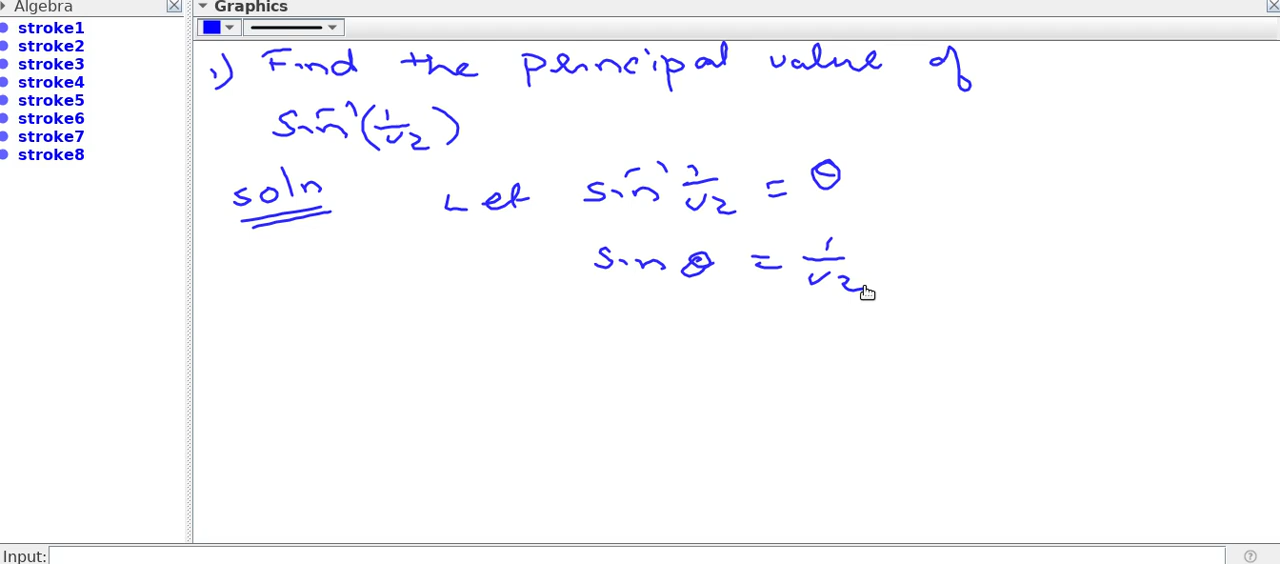 Algebra
Graphics
stroke1
stroke2
stroke3
stroke4
stroke5
stroke6
stroke7
stroke8
1) Find the principal value of
sin⁻¹(1/√2)
soln Let sin⁻¹ 1/√2 = θ
sin θ = 1/√2
Input: